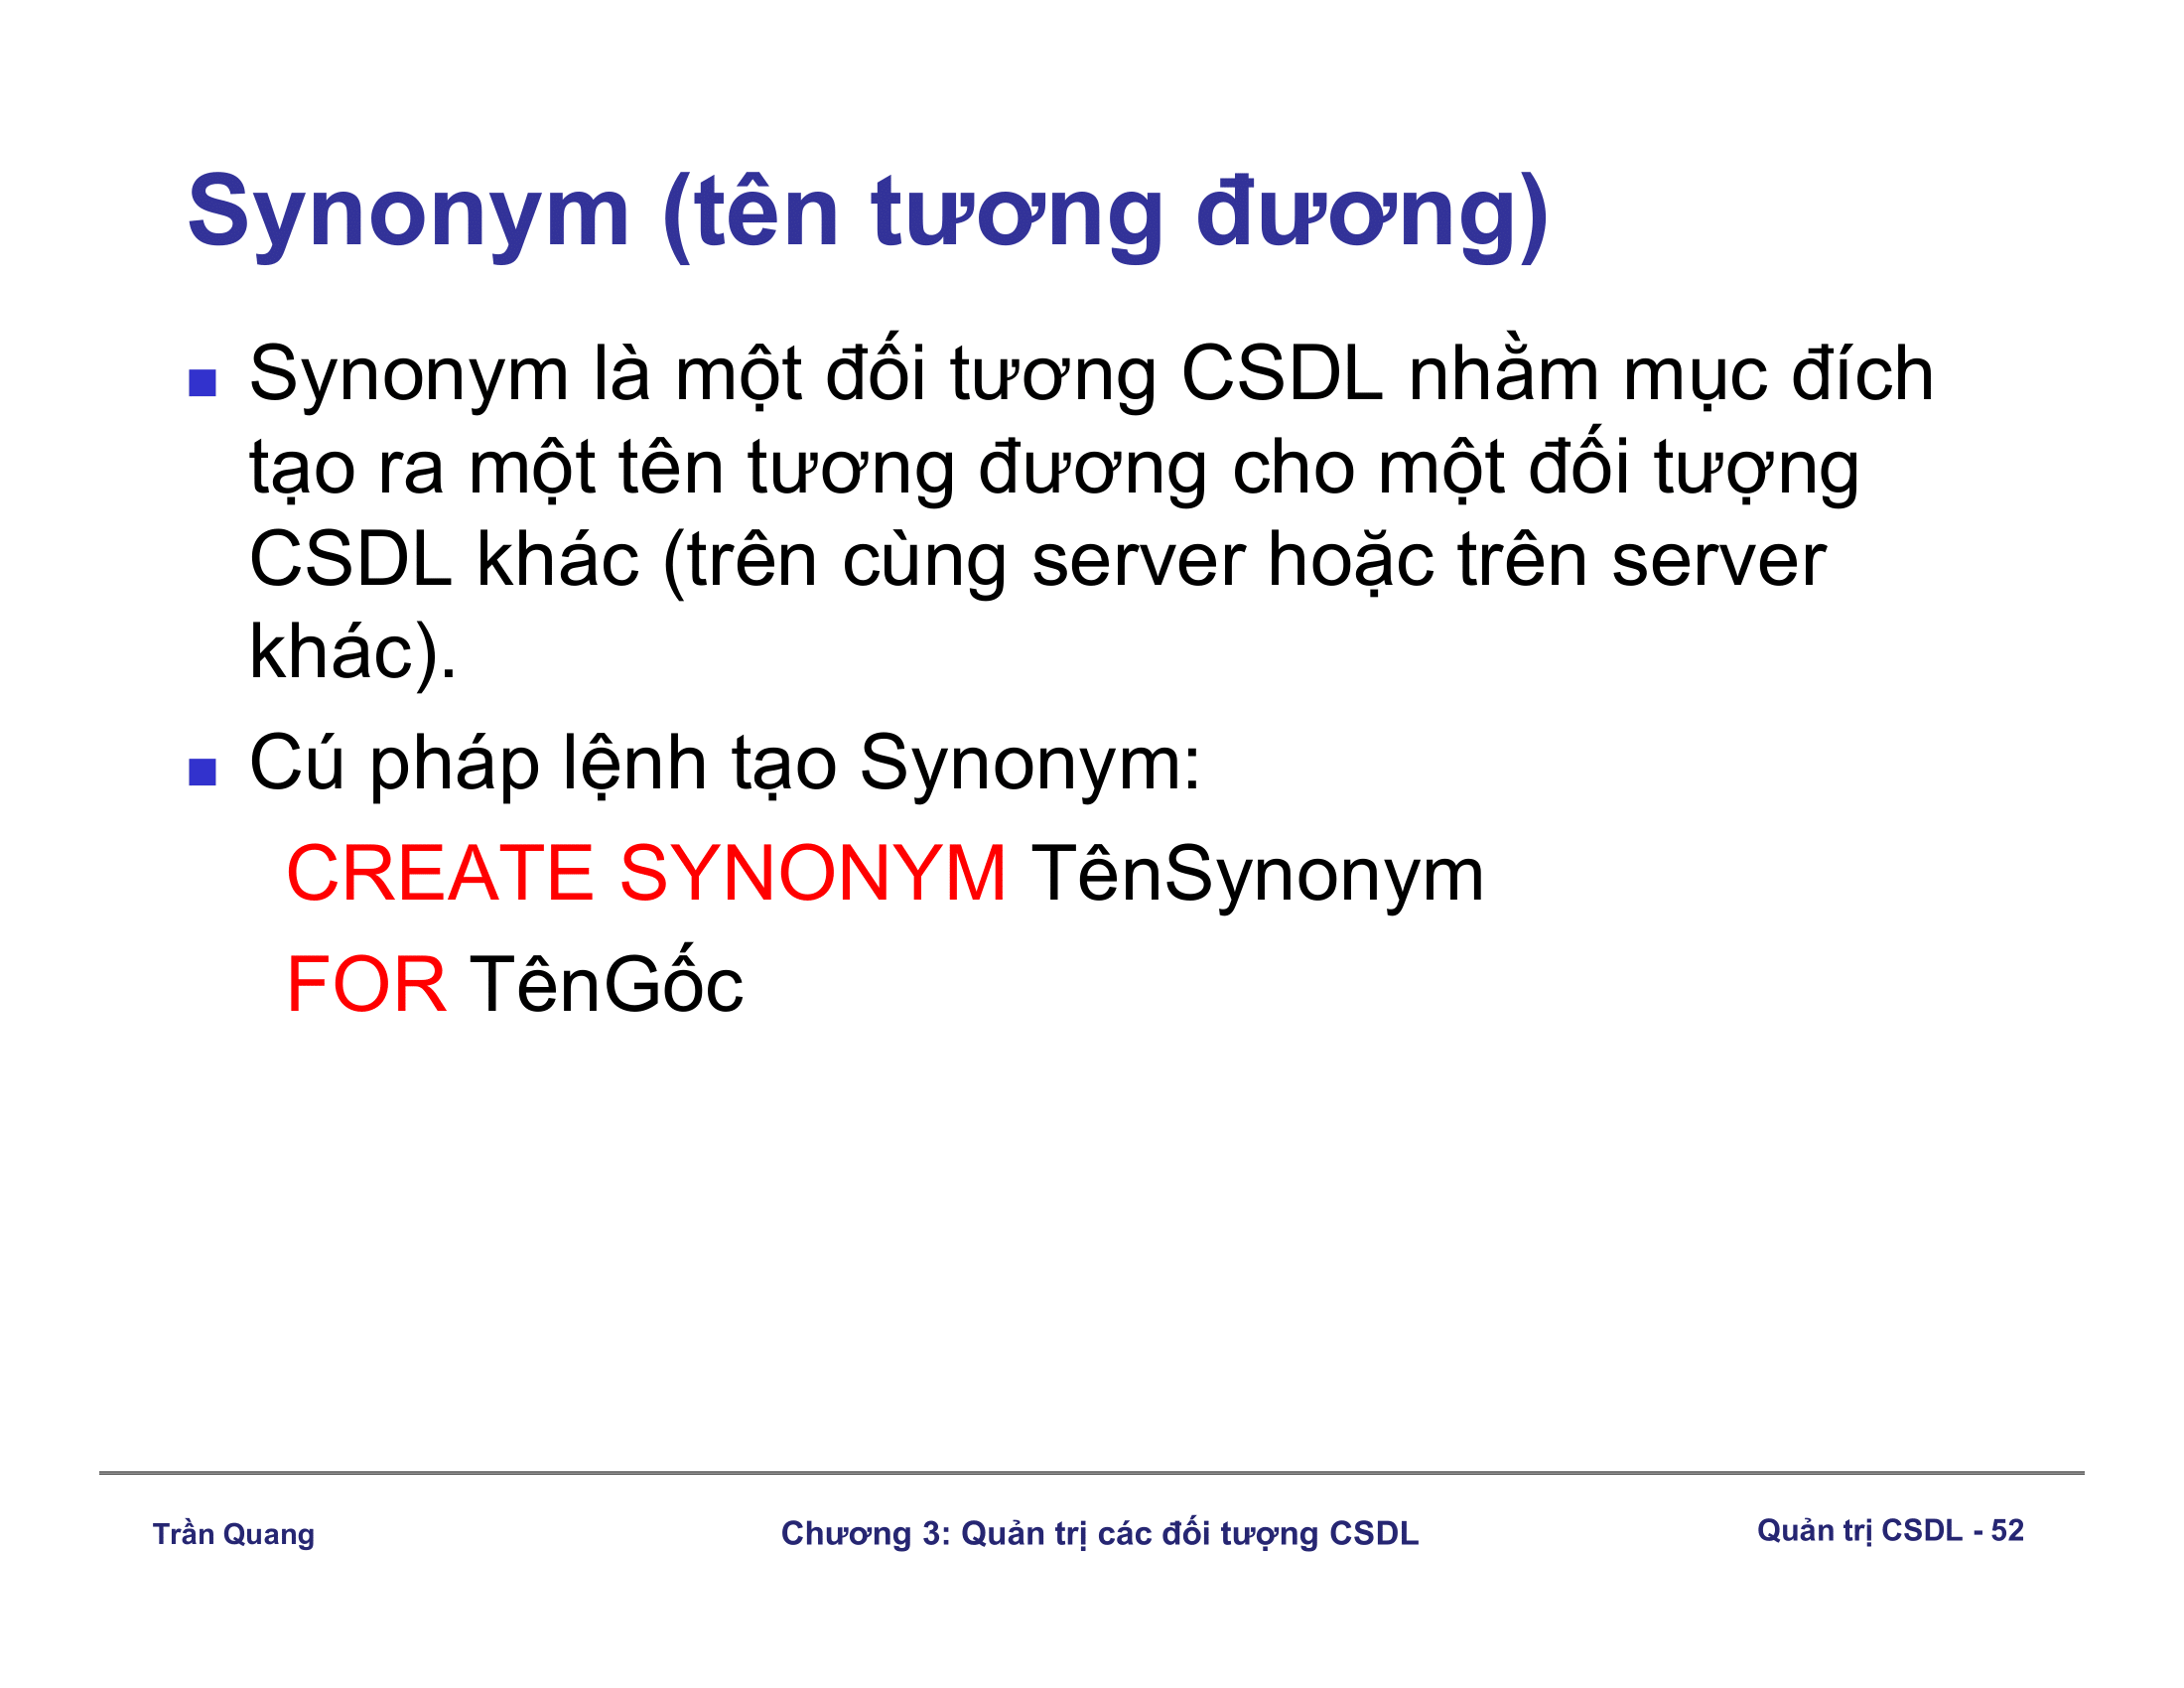 Synonym (tên tương đương)
Synonym là một đối tương CSDL nhằm mục đích
tạo ra một tên tương đương cho một đối tượng
CSDL khác (trên cùng server hoặc trên server
khác).
Cú pháp lệnh tạo Synonym:
CREATE SYNONYM TênSynonym
FOR TênGốc
Trần Quang
Chương 3: Quản trị các đối tượng CSDL
Quản trị CSDL - 52